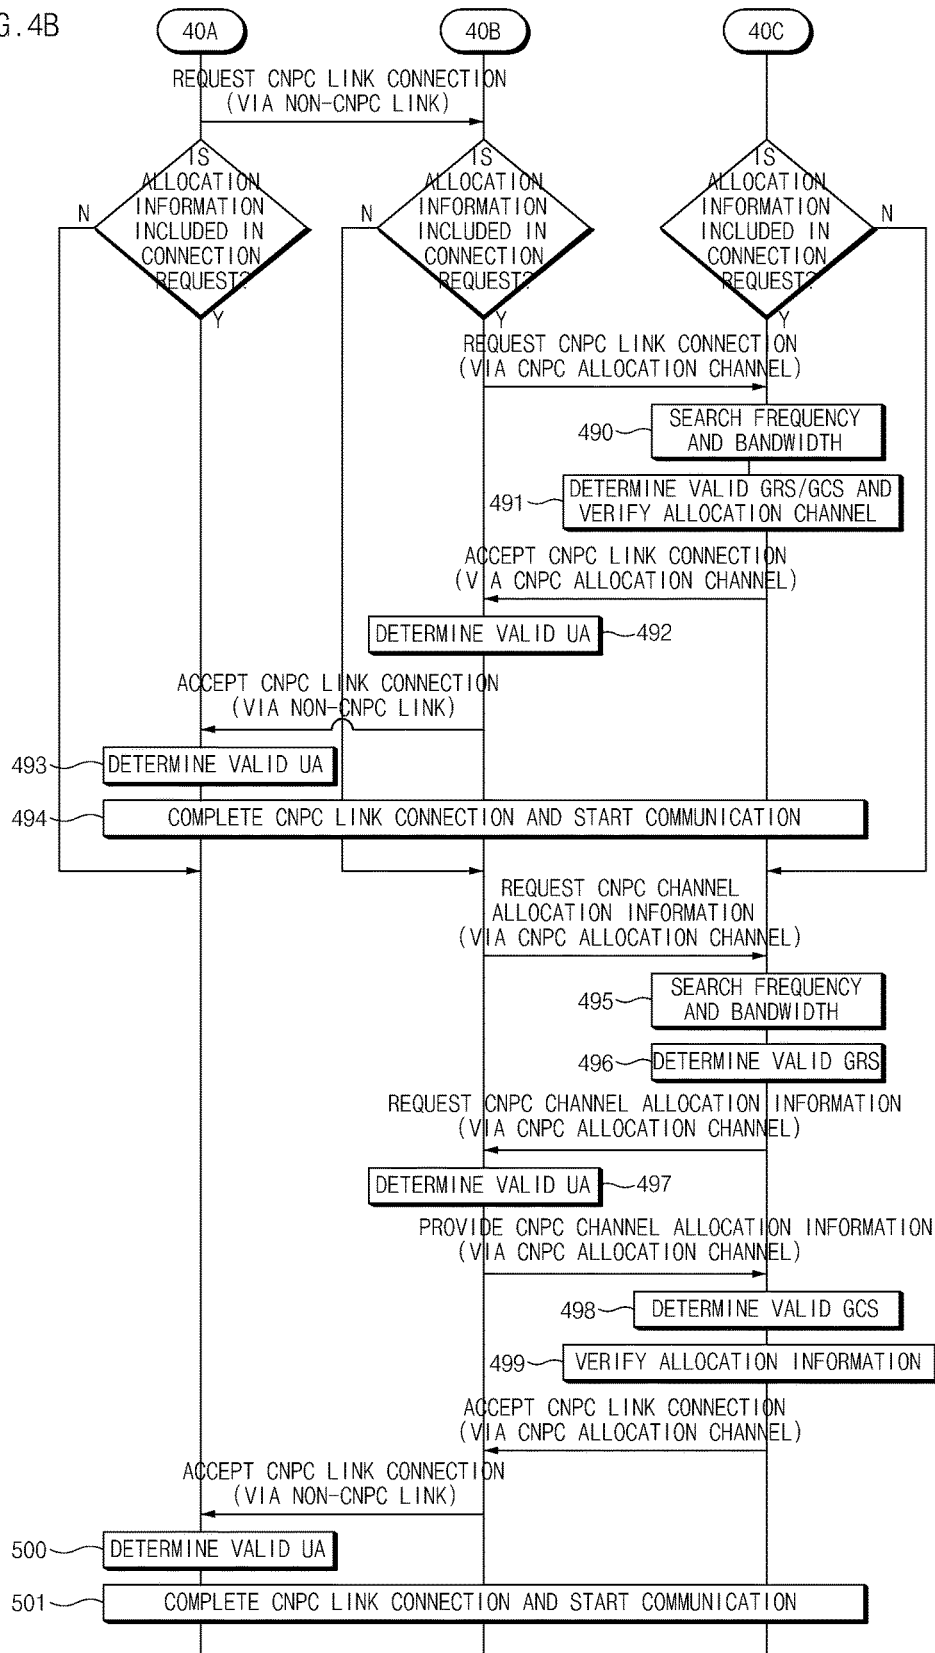 G.4B
40A
40B
40C
REQUEST CNPC LINK CONNECTION
(VIA NON-CNPC LINK)
IS
ALLOCATION
INFORMATION
INCLUDED IN
CONNECTION
REQUEST?
N
Y
IS
ALLOCATION
INFORMATION
INCLUDED IN
CONNECTION
REQUEST?
N
Y
IS
ALLOCATION
INFORMATION
INCLUDED IN
CONNECTION
REQUEST?
N
Y
REQUEST CNPC LINK CONNECTION
(VIA CNPC ALLOCATION CHANNEL)
490
SEARCH FREQUENCY
AND BANDWIDTH
491
DETERMINE VALID GRS/GCS AND
VERIFY ALLOCATION CHANNEL
ACCEPT CNPC LINK CONNECTION
(V A CNPC ALLOCATION CHANNEL)
DETERMINE VALID UA
492
ACCEPT CNPC LINK CONNECTION
(VIA NON-CNPC LINK)
493
DETERMINE VALID UA
494
COMPLETE CNPC LINK CONNECTION AND START COMMUNICATION
REQUEST CNPC CHANNEL
ALLOCATION INFORMATION
(VIA CNPC ALLOCATION CHANNEL)
495
SEARCH FREQUENCY
AND BANDWIDTH
496
DETERMINE VALID GRS
REQUEST CNPC CHANNEL ALLOCATION INFORMATION
(VIA CNPC ALLOCATION CHANNEL)
DETERMINE VALID UA
497
PROVIDE CNPC CHANNEL ALLOCATION INFORMATION
(VIA CNPC ALLOCATION CHANNEL)
498
DETERMINE VALID GCS
499
VERIFY ALLOCATION INFORMATION
ACCEPT CNPC LINK CONNECTION
(VIA CNPC ALLOCATION CHANNEL)
ACCEPT CNPC LINK CONNECTION
(VIA NON-CNPC LINK)
500
DETERMINE VALID UA
501
COMPLETE CNPC LINK CONNECTION AND START COMMUNICATION